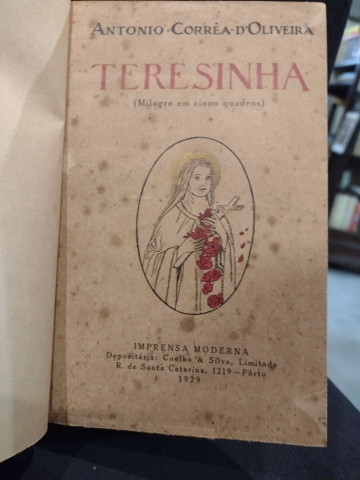 ANTONIO·CORRÊA·D'OLIVEIRA
TERESINHA
(Milagre em cinco quadros)
IMPRENSA MODERNA
Depositária: Coelho & Silva, Limitada
R. de Santa Catarina, 1219—Pôrto
1929